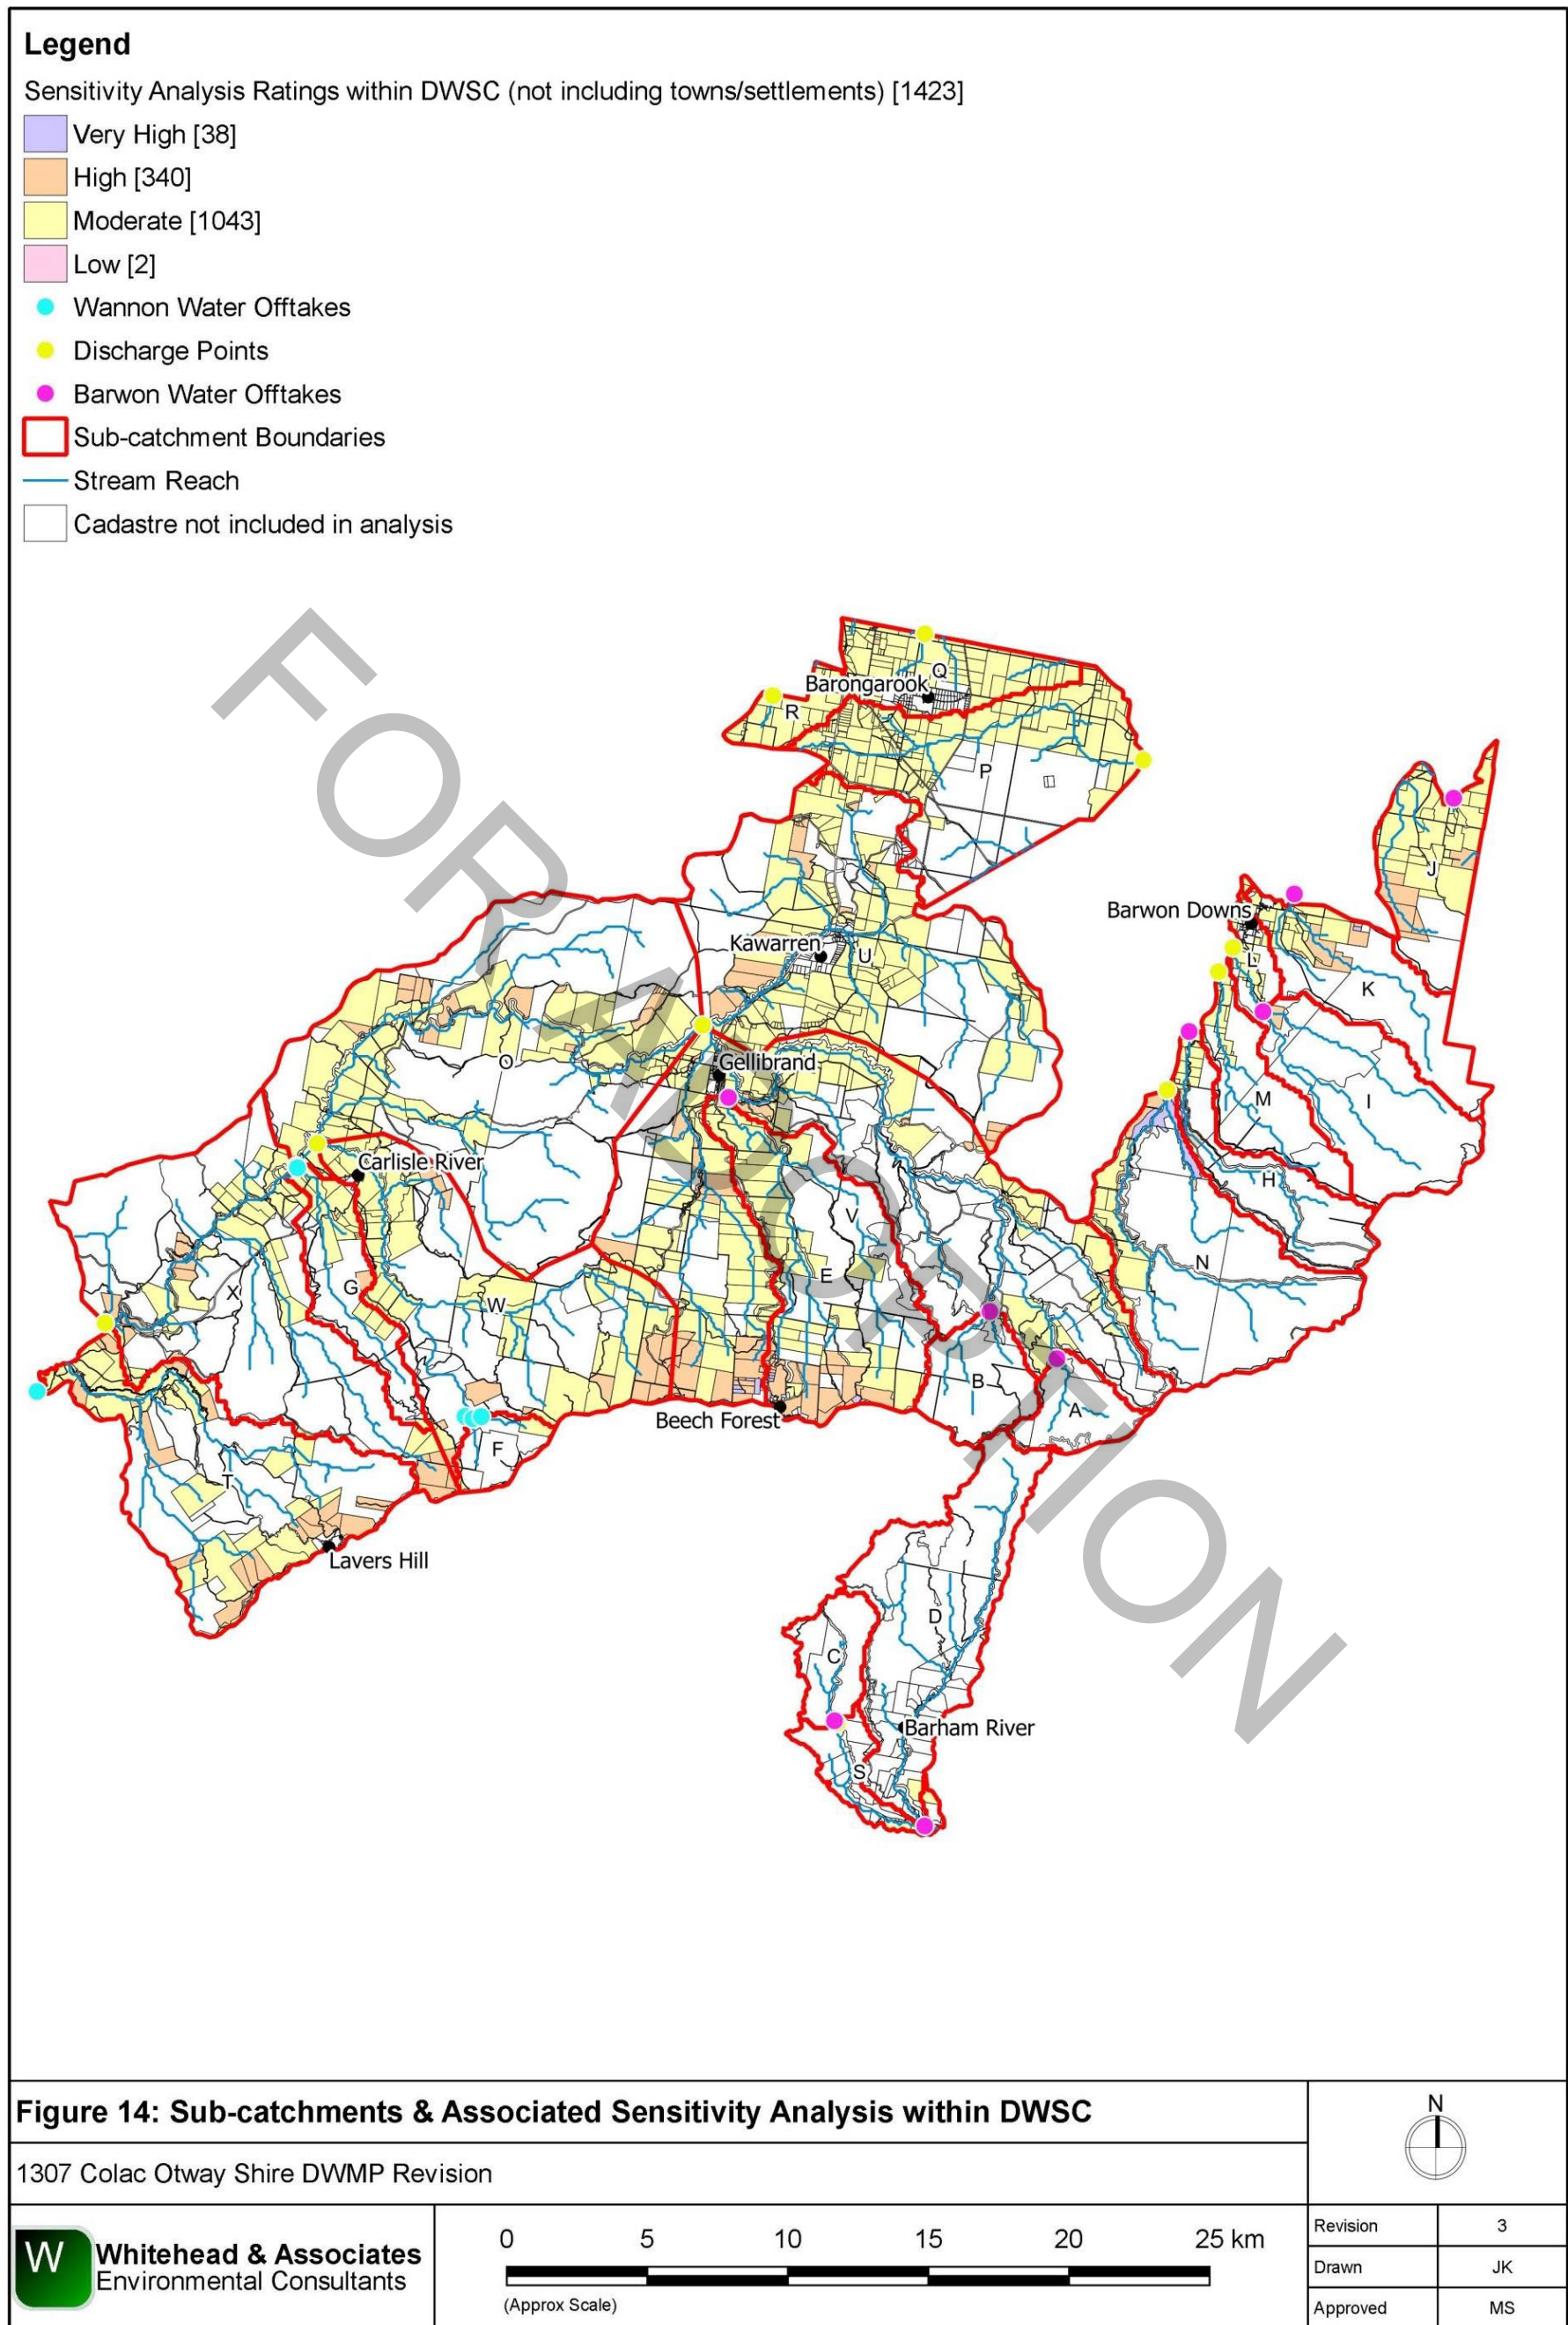 Legend
Sensitivity Analysis Ratings within DWSC (not including towns/settlements) [1423]
Very High [38]
High [340]
Moderate [1043]
Low [2]
Wannon Water Offtakes
Discharge Points
Barwon Water Offtakes
Sub-catchment Boundaries
Stream Reach
Cadastre not included in analysis
FOR ADOPTION
Q
Barongarook
R
P
J
Barwon Downs
L
Kawarren
U
K
O
Gellibrand
M
I
Carlisle River
H
V
N
E
G
X
W
B
A
Beech Forest
F
T
Lavers Hill
D
C
Barham River
S
Figure 14: Sub-catchments & Associated Sensitivity Analysis within DWSC
N
1307 Colac Otway Shire DWMP Revision
W
Whitehead & Associates
Environmental Consultants
0 5 10 15 20 25 km
(Approx Scale)
Revision 3
Drawn JK
Approved MS